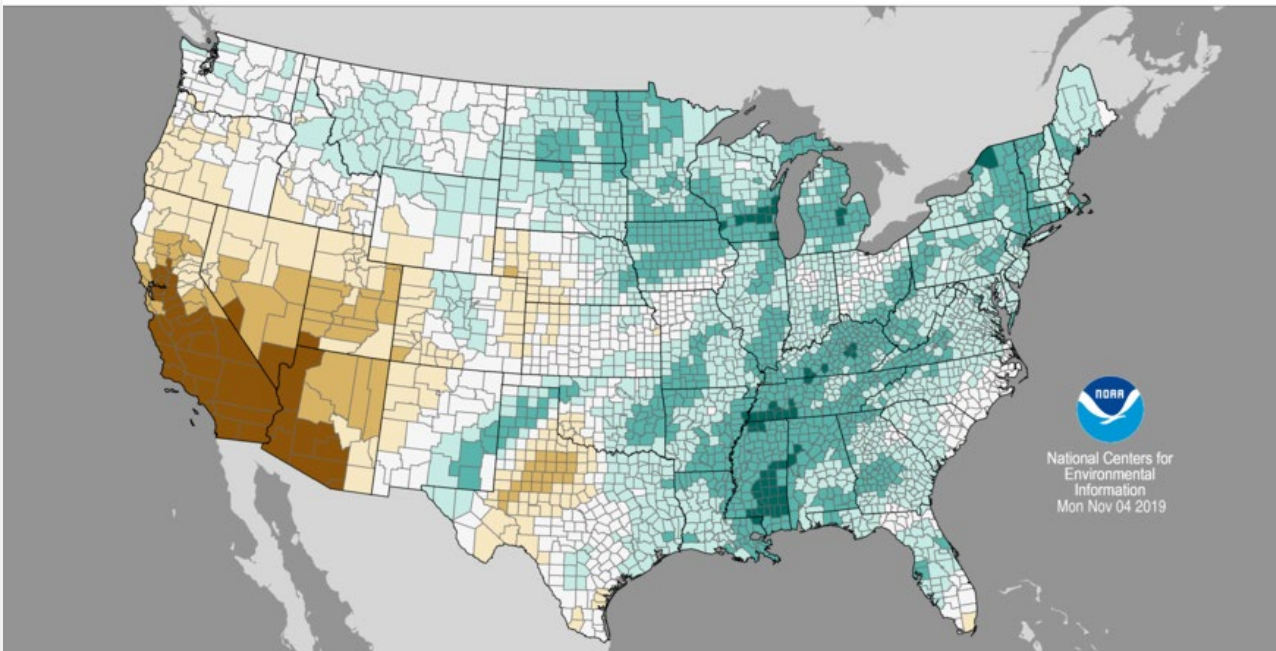 NOAA
National Centers for
Environmental
Information
Mon Nov 04 2019